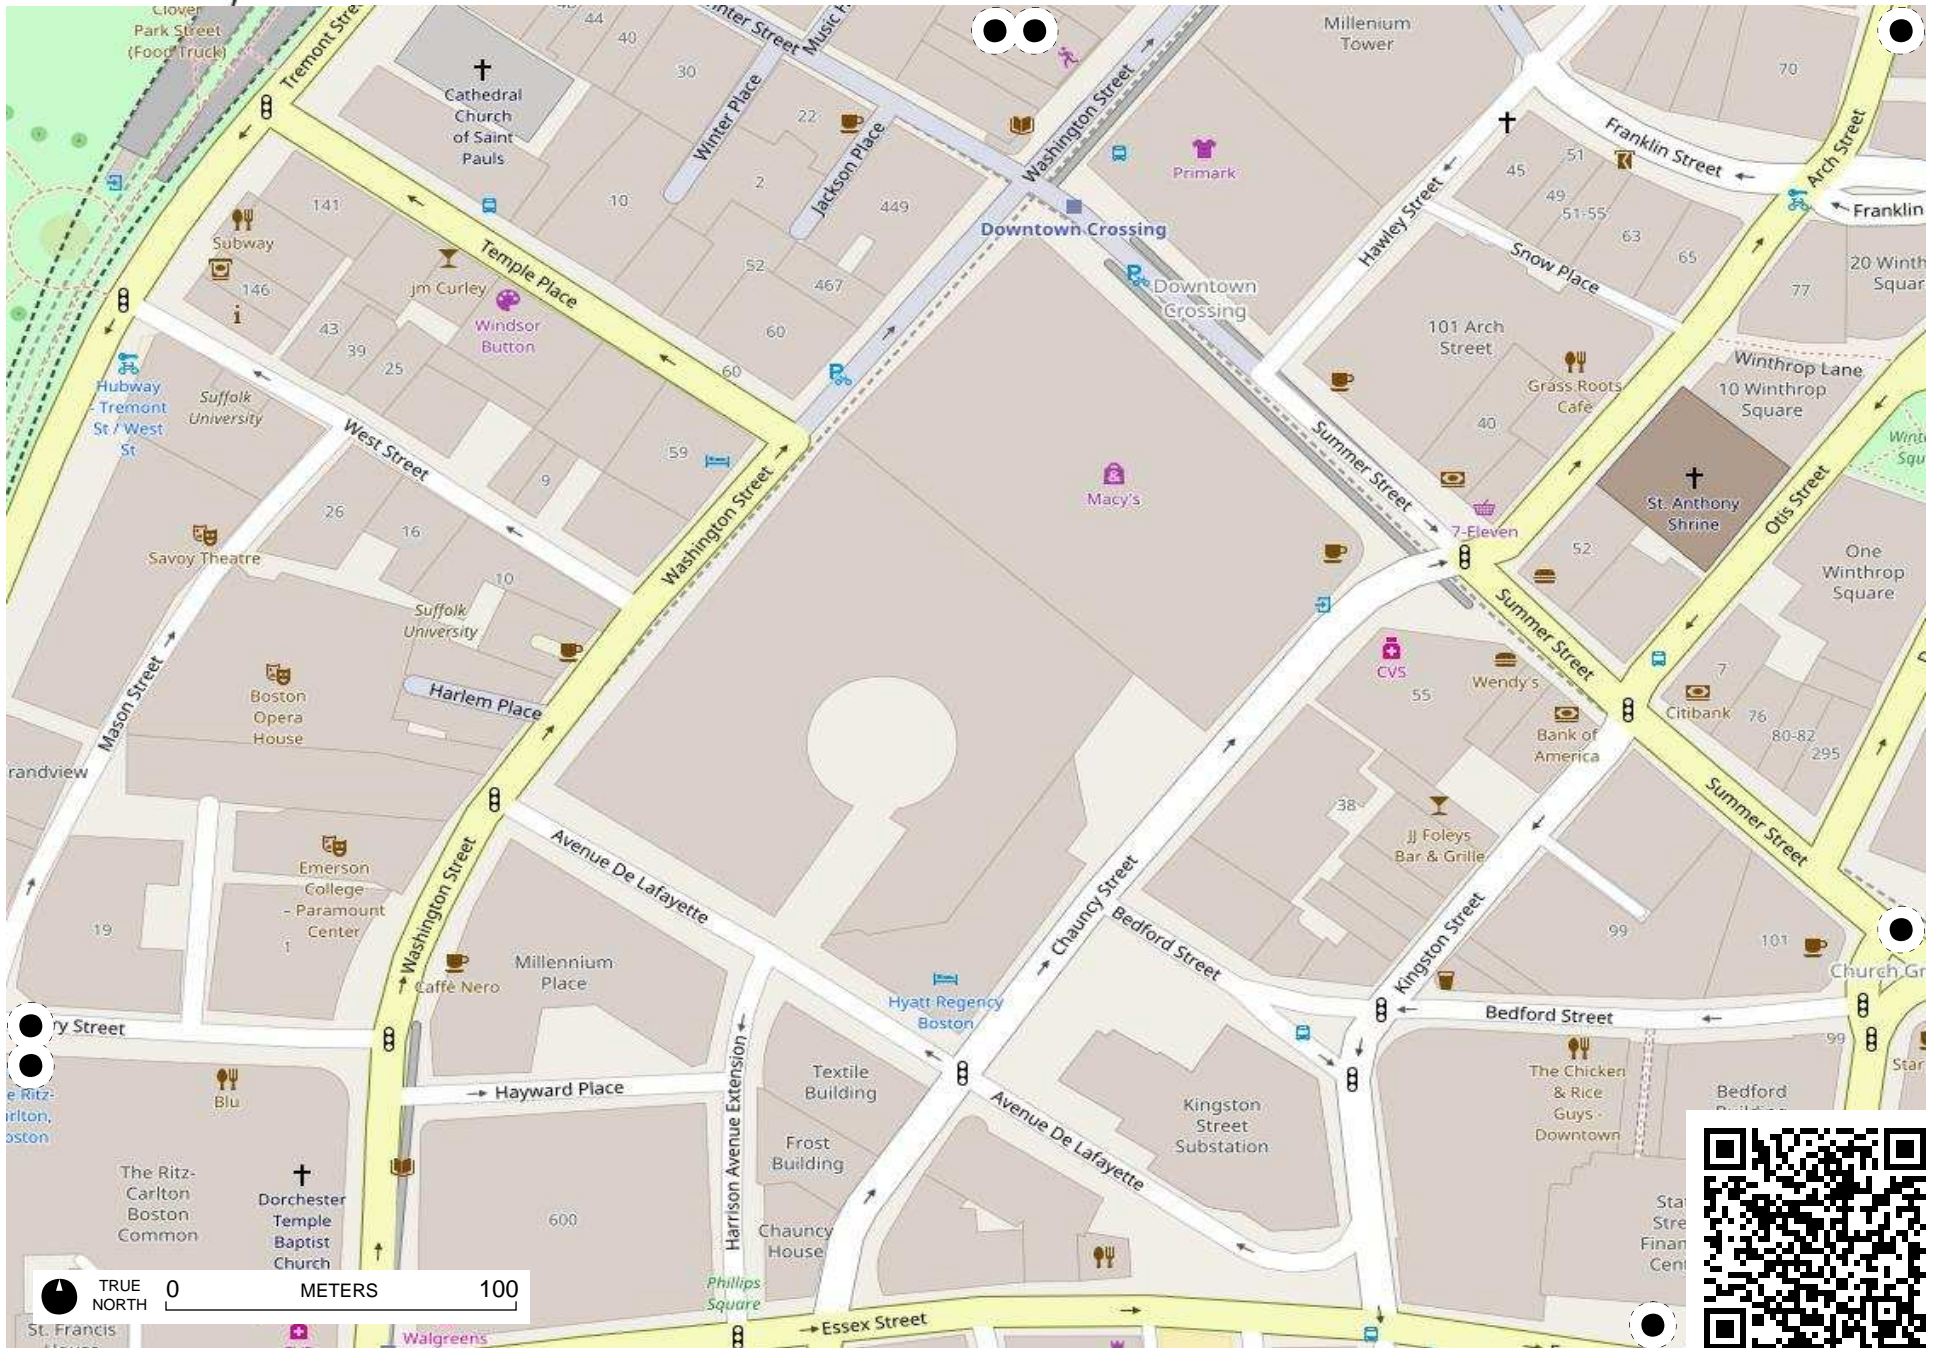 Clover
Park Street
(Food Truck)
Tremont Street
44
40
30
Winter Street
Millenium
Tower
70
Cathedral
Church
of Saint
Pauls
Winter Place
22
Jackson Place
Washington Street
Primark
Franklin Street
Arch Street
45
51
49
51-55
63
65
Franklin
141
Subway
146
10
2
449
Downtown Crossing
Hawley Street
Snow Place
20 Winth
Squar
77
jm Curley
Temple Place
Windsor
Button
52
467
60
60
Downtown
Crossing
101 Arch
Street
Grass Roots
Cafe
Winthrop Lane
10 Winthrop
Square
43
39
25
Hubway
- Tremont
St / West
St
Suffolk
University
West Street
59
9
40
Summer Street
St. Anthony
Shrine
Otis Street
Macy's
7-Eleven
26
16
10
Savoy Theatre
Washington Street
52
One
Winthrop
Square
Suffolk
University
Summer Street
CVS
Wendy's
55
7
Citibank
Bank of
America
76
80-82
295
Mason Street
Boston
Opera
House
Harlem Place
randview
38
JJ Foleys
Bar & Grille
Summer Street
Avenue De Lafayette
Emerson
College
- Paramount
Center
19
1
Washington Street
Chauncy Street
Bedford Street
Kingston Street
99
101
Caffè Nero
Millennium
Place
Hyatt Regency
Boston
Church Gr
ry Street
Bedford Street
99
Blu
Hayward Place
Harrison Avenue Extension
Textile
Building
Avenue De Lafayette
Kingston
Street
Substation
The Chicken
& Rice
Guys -
Downtown
Bedford
Star
e Ritz-
arlton,
oston
Frost
Building
The Ritz-
Carlton
Boston
Common
Dorchester
Temple
Baptist
Church
600
Chauncy
House
Stat
Stre
Finan
Cent
Phillips
Square
TRUE
NORTH
0 METERS 100
St. Francis
Walgreens
Essex Street